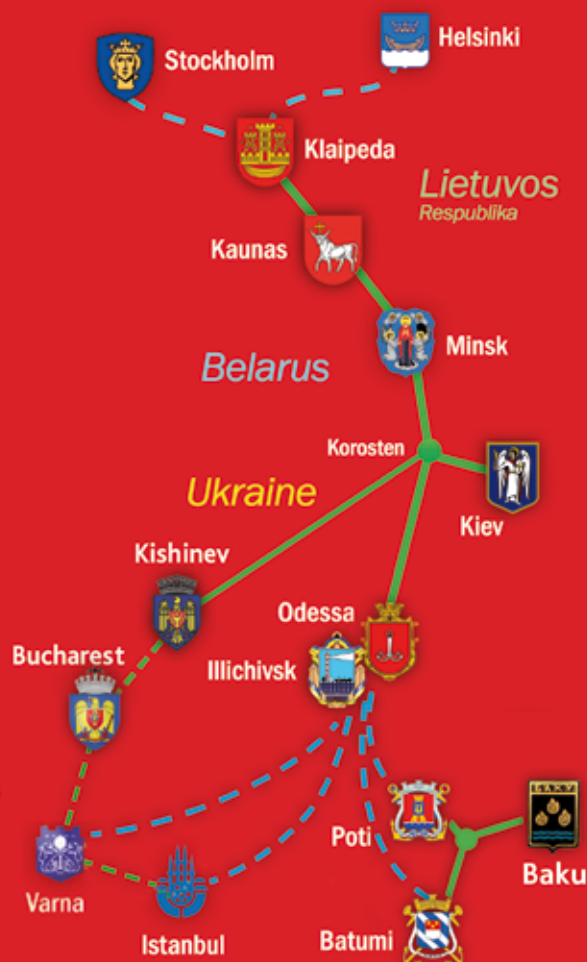 Stockholm
Helsinki
Klaipeda
Lietuvos
Respublika
Kaunas
Minsk
Belarus
Korosten
Ukraine
Kiev
Kishinev
Odessa
Bucharest
Illichivsk
BAKU
Poti
Baku
Varna
Istanbul
Batumi